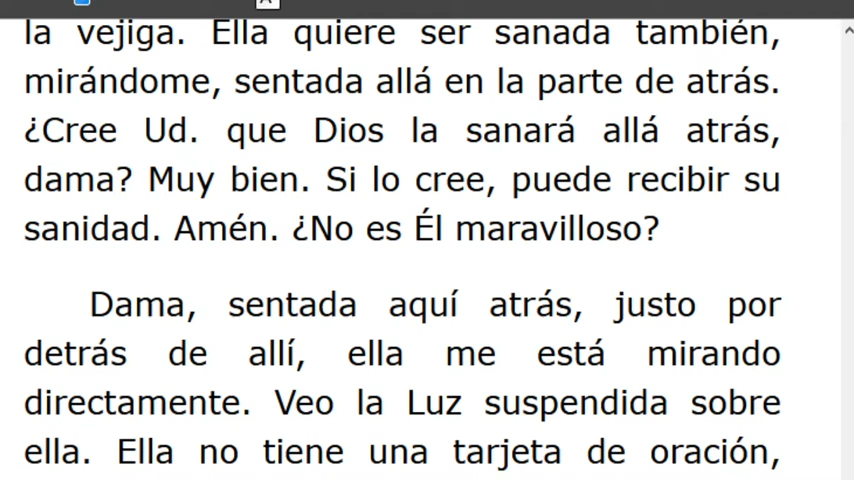 la vejiga. Ella quiere ser sanada también,
mirándome, sentada allá en la parte de atrás.
¿Cree Ud. que Dios la sanará allá atrás,
dama? Muy bien. Si lo cree, puede recibir su
sanidad. Amén. ¿No es Él maravilloso?
Dama, sentada aquí atrás, justo por
detrás de allí, ella me está mirando
directamente. Veo la Luz suspendida sobre
ella. Ella no tiene una tarjeta de oración,